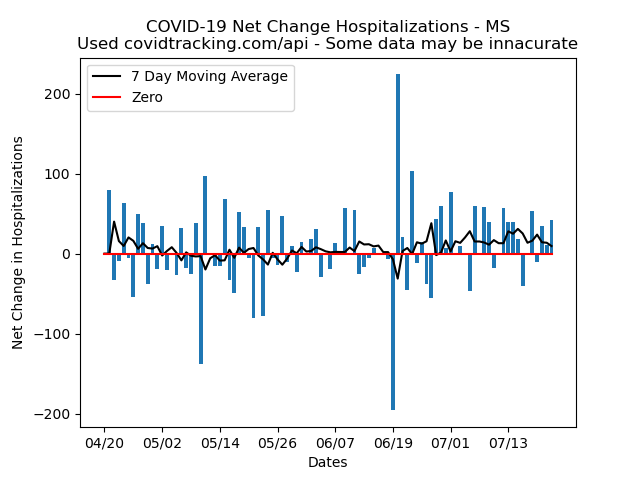 COVID-19 Net Change Hospitalizations - MS
Used covidtracking.com/api - Some data may be innacurate
7 Day Moving Average
Zero
Net Change in Hospitalizations
200
100
0
−100
−200
04/20 05/02 05/14 05/26 06/07 06/19 07/01 07/13
Dates